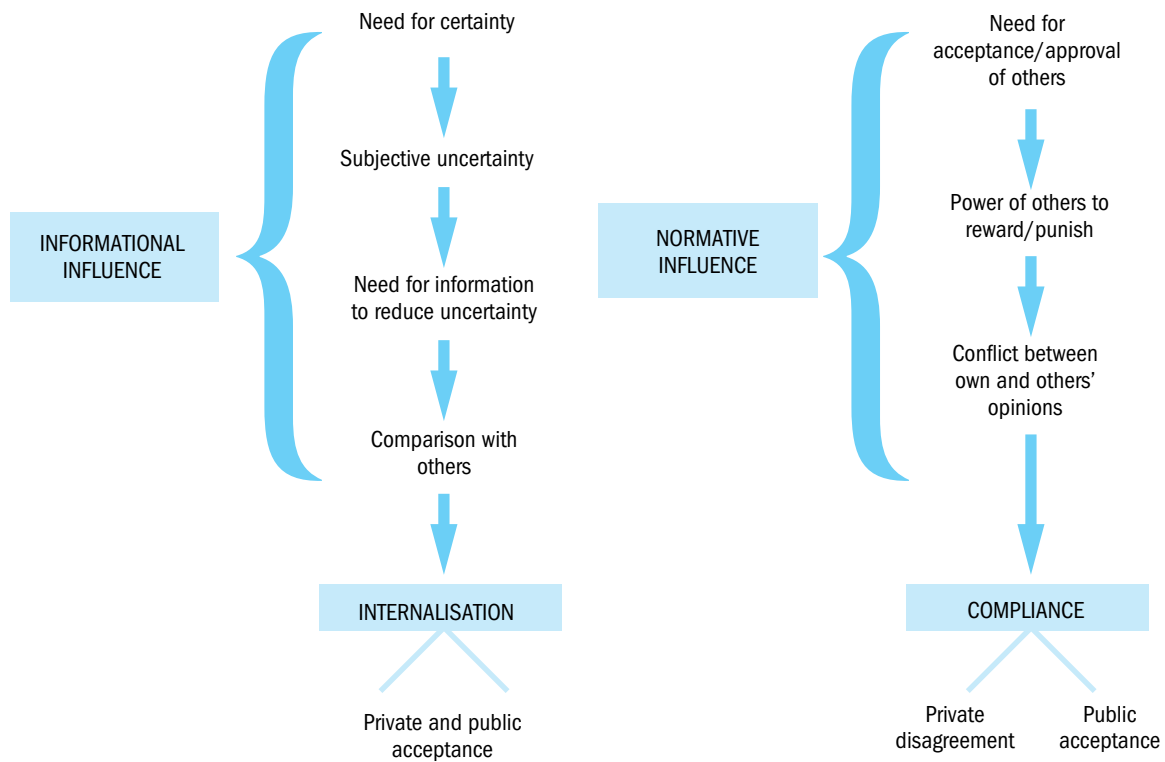 INFORMATIONAL
INFLUENCE
Need for certainty
Subjective uncertainty
Need for information
to reduce uncertainty
Comparison with
others
INTERNALISATION
Private and public
acceptance
NORMATIVE
INFLUENCE
Need for
acceptance/approval
of others
Power of others to
reward/punish
Conflict between
own and others’
opinions
COMPLIANCE
Private
disagreement
Public
acceptance